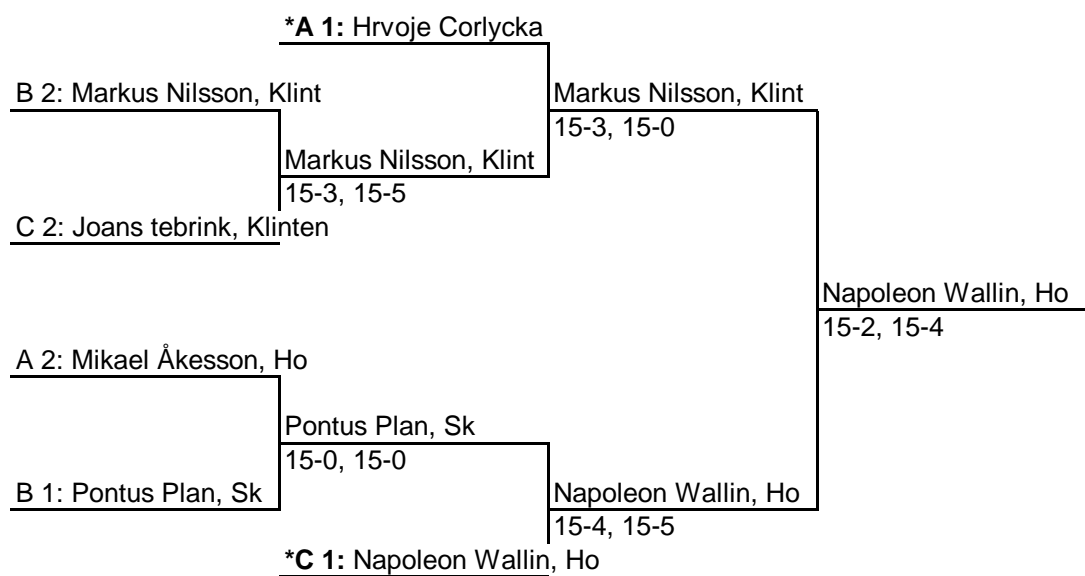 *A 1: Hrvoje Corlycka
B 2: Markus Nilsson, Klint
Markus Nilsson, Klint
15-3, 15-0
Markus Nilsson, Klint
15-3, 15-5
C 2: Joans tebrink, Klinten
Napoleon Wallin, Ho
15-2, 15-4
A 2: Mikael Åkesson, Ho
Pontus Plan, Sk
15-0, 15-0
B 1: Pontus Plan, Sk
Napoleon Wallin, Ho
15-4, 15-5
*C 1: Napoleon Wallin, Ho